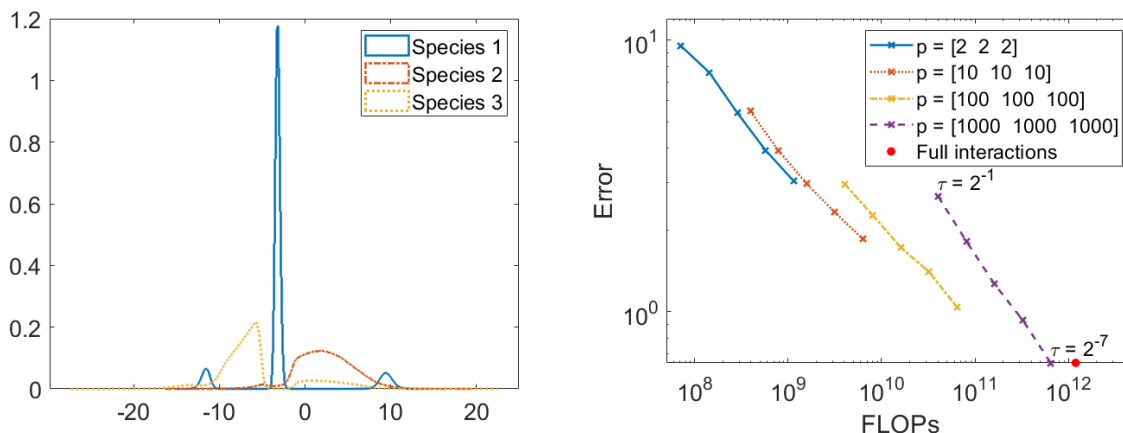 1.2
1
0.8
0.6
0.4
0.2
0
-20 -10 0 10 20
Species 1
Species 2
Species 3
Error
10^1
10^0
p = [2 2 2]
p = [10 10 10]
p = [100 100 100]
p = [1000 1000 1000]
Full interactions
τ = 2^-1
τ = 2^-7
10^8 10^9 10^10 10^11 10^12
FLOPs